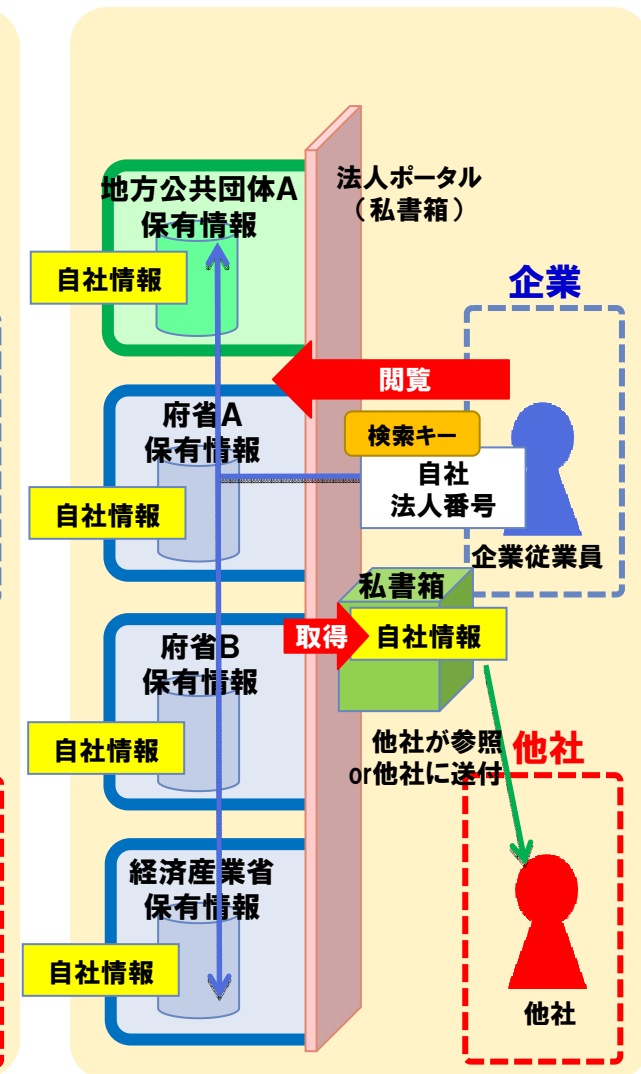 地方公共団体A
保有情報
自社情報
法人ポータル
（私書箱）
企業
閲覧
検索キー
自社
法人番号
企業従業員
府省A
保有情報
自社情報
私書箱
取得
自社情報
府省B
保有情報
自社情報
他社が参照
or他社に送付
他社
経済産業省
保有情報
自社情報
他社